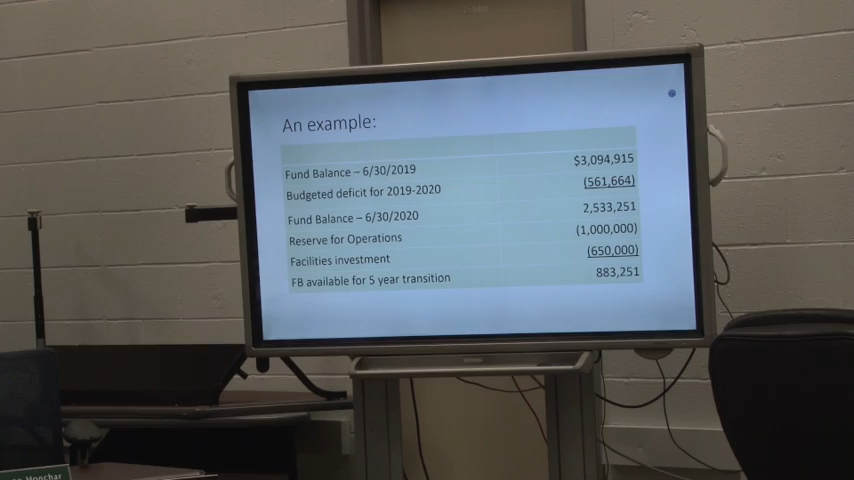 An example:
Fund Balance – 6/30/2019 $3,094,915
Budgeted deficit for 2019-2020 (561,664)
Fund Balance – 6/30/2020 2,533,251
Reserve for Operations (1,000,000)
Facilities investment (650,000)
FB available for 5 year transition 883,251